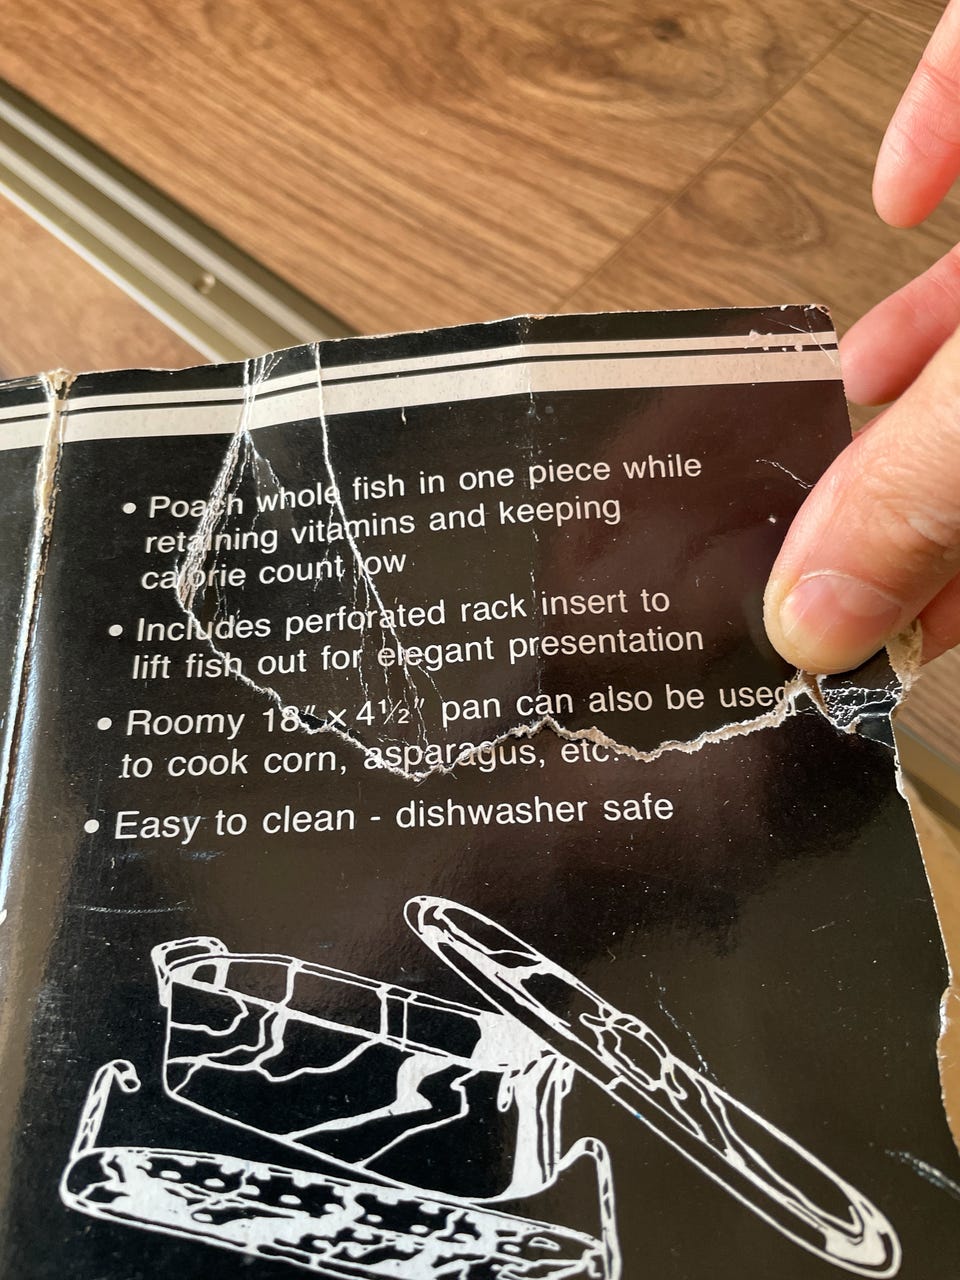 • Poach whole fish in one piece while
retaining vitamins and keeping
calorie count low
• Includes perforated rack insert to
lift fish out for elegant presentation
• Roomy 18" × 4½" pan can also be used
to cook corn, asparagus, etc.
• Easy to clean - dishwasher safe